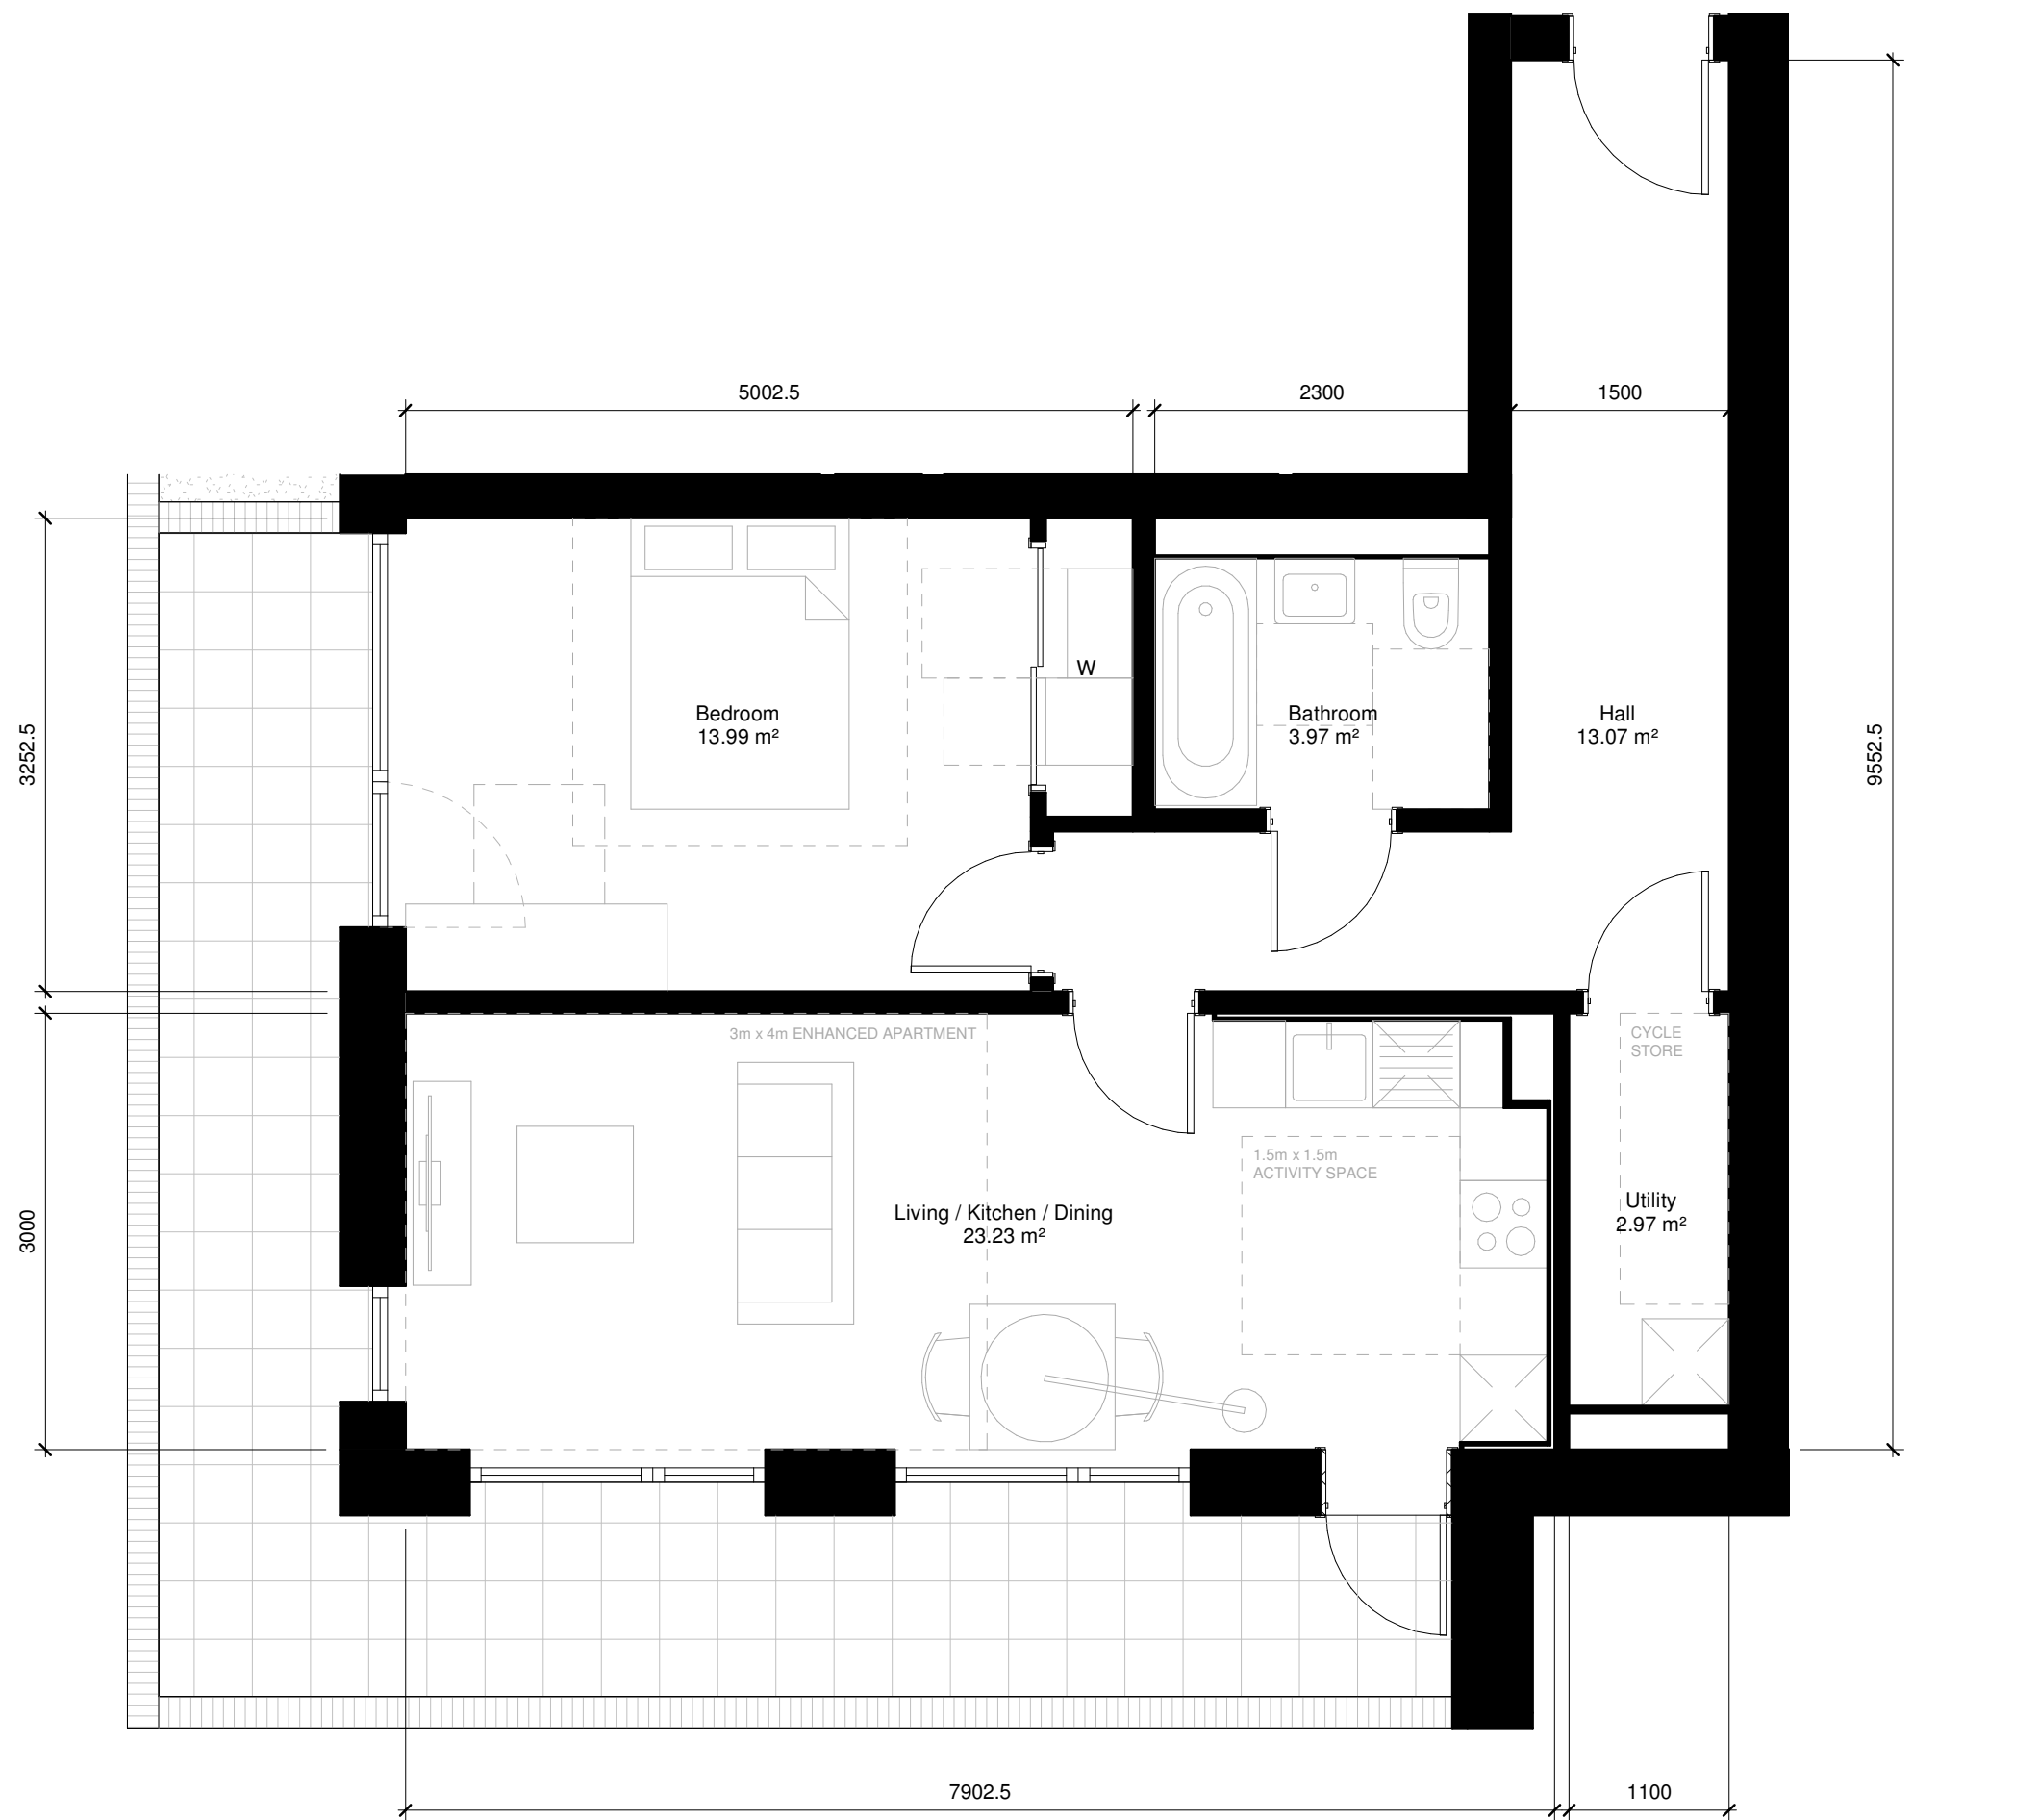 5002.5
2300
1500
3252.5
9552.5
W
Bedroom
13.99 m²
Bathroom
3.97 m²
Hall
13.07 m²
3m x 4m ENHANCED APARTMENT
CYCLE
STORE
1.5m x 1.5m
ACTIVITY SPACE
Living / Kitchen / Dining
23.23 m²
Utility
2.97 m²
3000
7902.5
1100